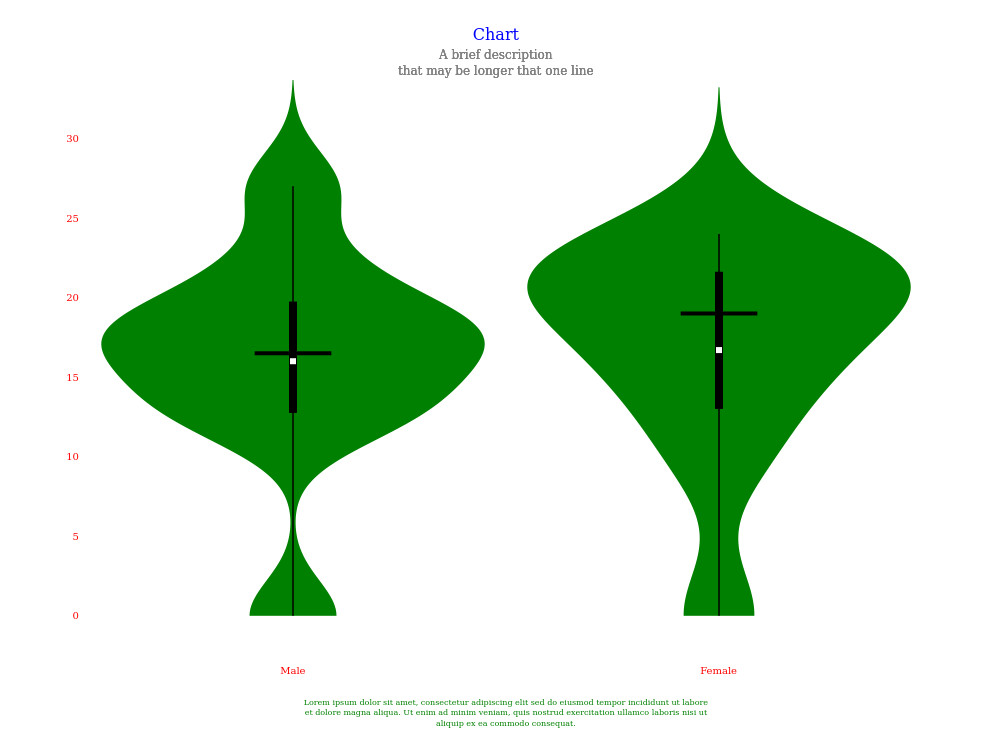 Chart
A brief description
that may be longer that one line
30
25
20
15
10
5
0
Male
Female
Lorem ipsum dolor sit amet, consectetur adipiscing elit sed do eiusmod tempor incididunt ut labore
et dolore magna aliqua. Ut enim ad minim veniam, quis nostrud exercitation ullamco laboris nisi ut
aliquip ex ea commodo consequat.